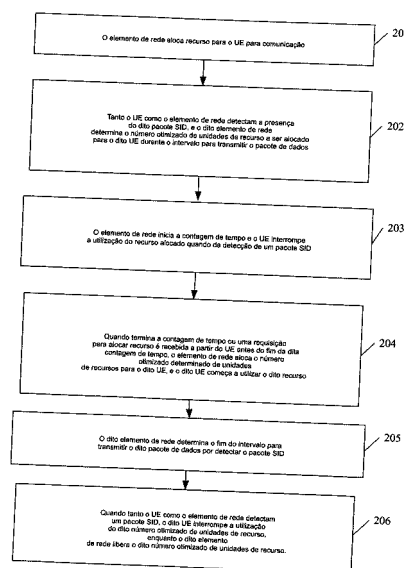 O elemento de rede aloca recurso para o UE para comunicação
20
Tanto o UE como o elemento de rede detectam a presença
do dito pacote SID, e o dito elemento de rede
determina o número otimizado de unidades de recurso a ser alocado
para o dito UE durante o intervalo para transmitir o pacote de dados
202
O elemento de rede inicia a contagem de tempo e o UE interrompe
a utilização do recurso alocado quando da detecção de um pacote SID
203
Quando termina a contagem de tempo ou uma requisição
para alocar recurso é recebida a partir do UE antes do fim da dita
contagem de tempo, o elemento de rede aloca o número
otimizado determinado de unidades
de recursos para o dito UE, e o dito UE começa a utilizar o dito recurso
204
O dito elemento de rede determina o fim do intervalo para
transmitir o dito pacote de dados por detectar o pacote SID
205
Quando tanto o UE como o elemento de rede detectam
um pacote SID, o dito UE interrompe a utilização
do dito número otimizado de unidades de recurso,
enquanto o dito elemento
de rede libera o dito número otimizado de unidades de recurso.
206